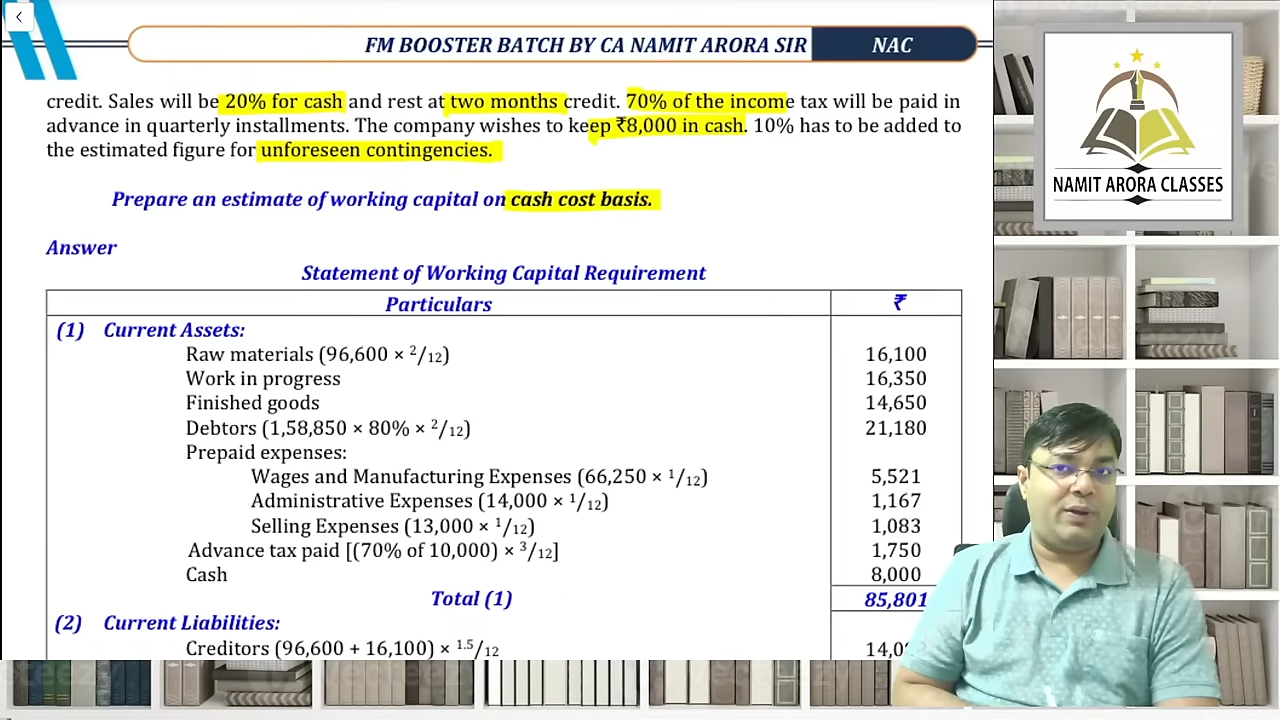 FM BOOSTER BATCH BY CA NAMIT ARORA SIR NAC
credit. Sales will be 20% for cash and rest at two months credit. 70% of the income tax will be paid in
advance in quarterly installments. The company wishes to keep ₹8,000 in cash. 10% has to be added to
the estimated figure for unforeseen contingencies.
Prepare an estimate of working capital on cash cost basis.
Answer
Statement of Working Capital Requirement
Particulars ₹
(1) Current Assets:
Raw materials (96,600 × 2/12) 16,100
Work in progress 16,350
Finished goods 14,650
Debtors (1,58,850 × 80% × 2/12) 21,180
Prepaid expenses:
Wages and Manufacturing Expenses (66,250 × 1/12) 5,521
Administrative Expenses (14,000 × 1/12) 1,167
Selling Expenses (13,000 × 1/12) 1,083
Advance tax paid [(70% of 10,000) × 3/12] 1,750
Cash 8,000
Total (1) 85,801
(2) Current Liabilities:
Creditors (96,600 + 16,100) × 1.5/12
NAMIT ARORA CLASSES